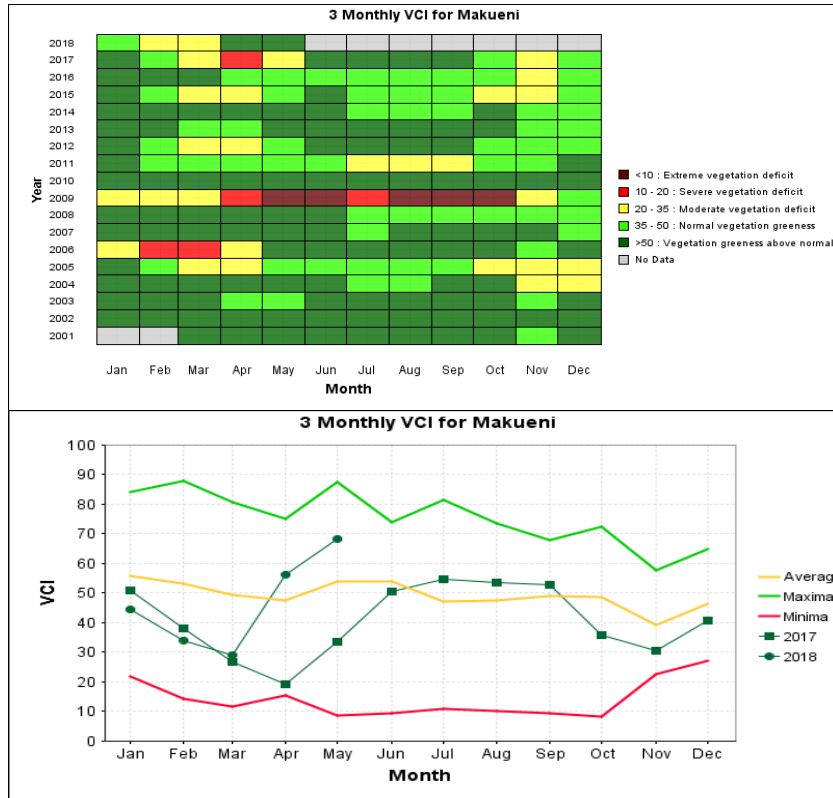 3 Monthly VCI for Makueni
2018
2017
2016
2015
2014
2013
2012
2011
2010
2009
2008
2007
2006
2005
2004
2003
2002
2001
Year
Jan Feb Mar Apr May Jun Jul Aug Sep Oct Nov Dec
Month
<10 : Extreme vegetation deficit
10 - 20 : Severe vegetation deficit
20 - 35 : Moderate vegetation deficit
35 - 50 : Normal vegetation greeness
>50 : Vegetation greeness above normal
No Data
3 Monthly VCI for Makueni
100
90
80
70
60
50
40
30
20
10
0
VCI
Jan Feb Mar Apr May Jun Jul Aug Sep Oct Nov Dec
Month
Averag
Maxima
Minima
2017
2018